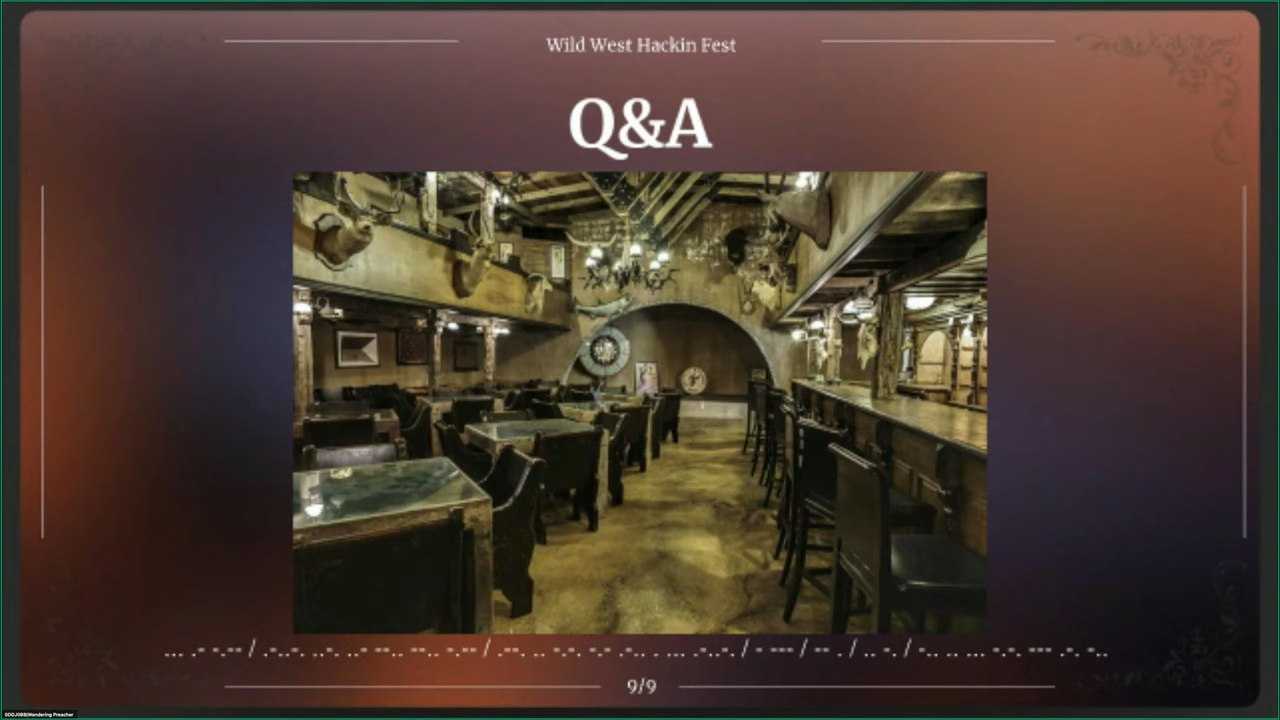 Wild West Hackin Fest
Q&A
... .- -.-- / .-..-. ..-. ..- --.. --.. -.-- / .--. .. -.-. -.- .-.. . ... .-..-. / - --- / -- . / .. -. / -.. .. ... -.-. --- .-. -..
9/9